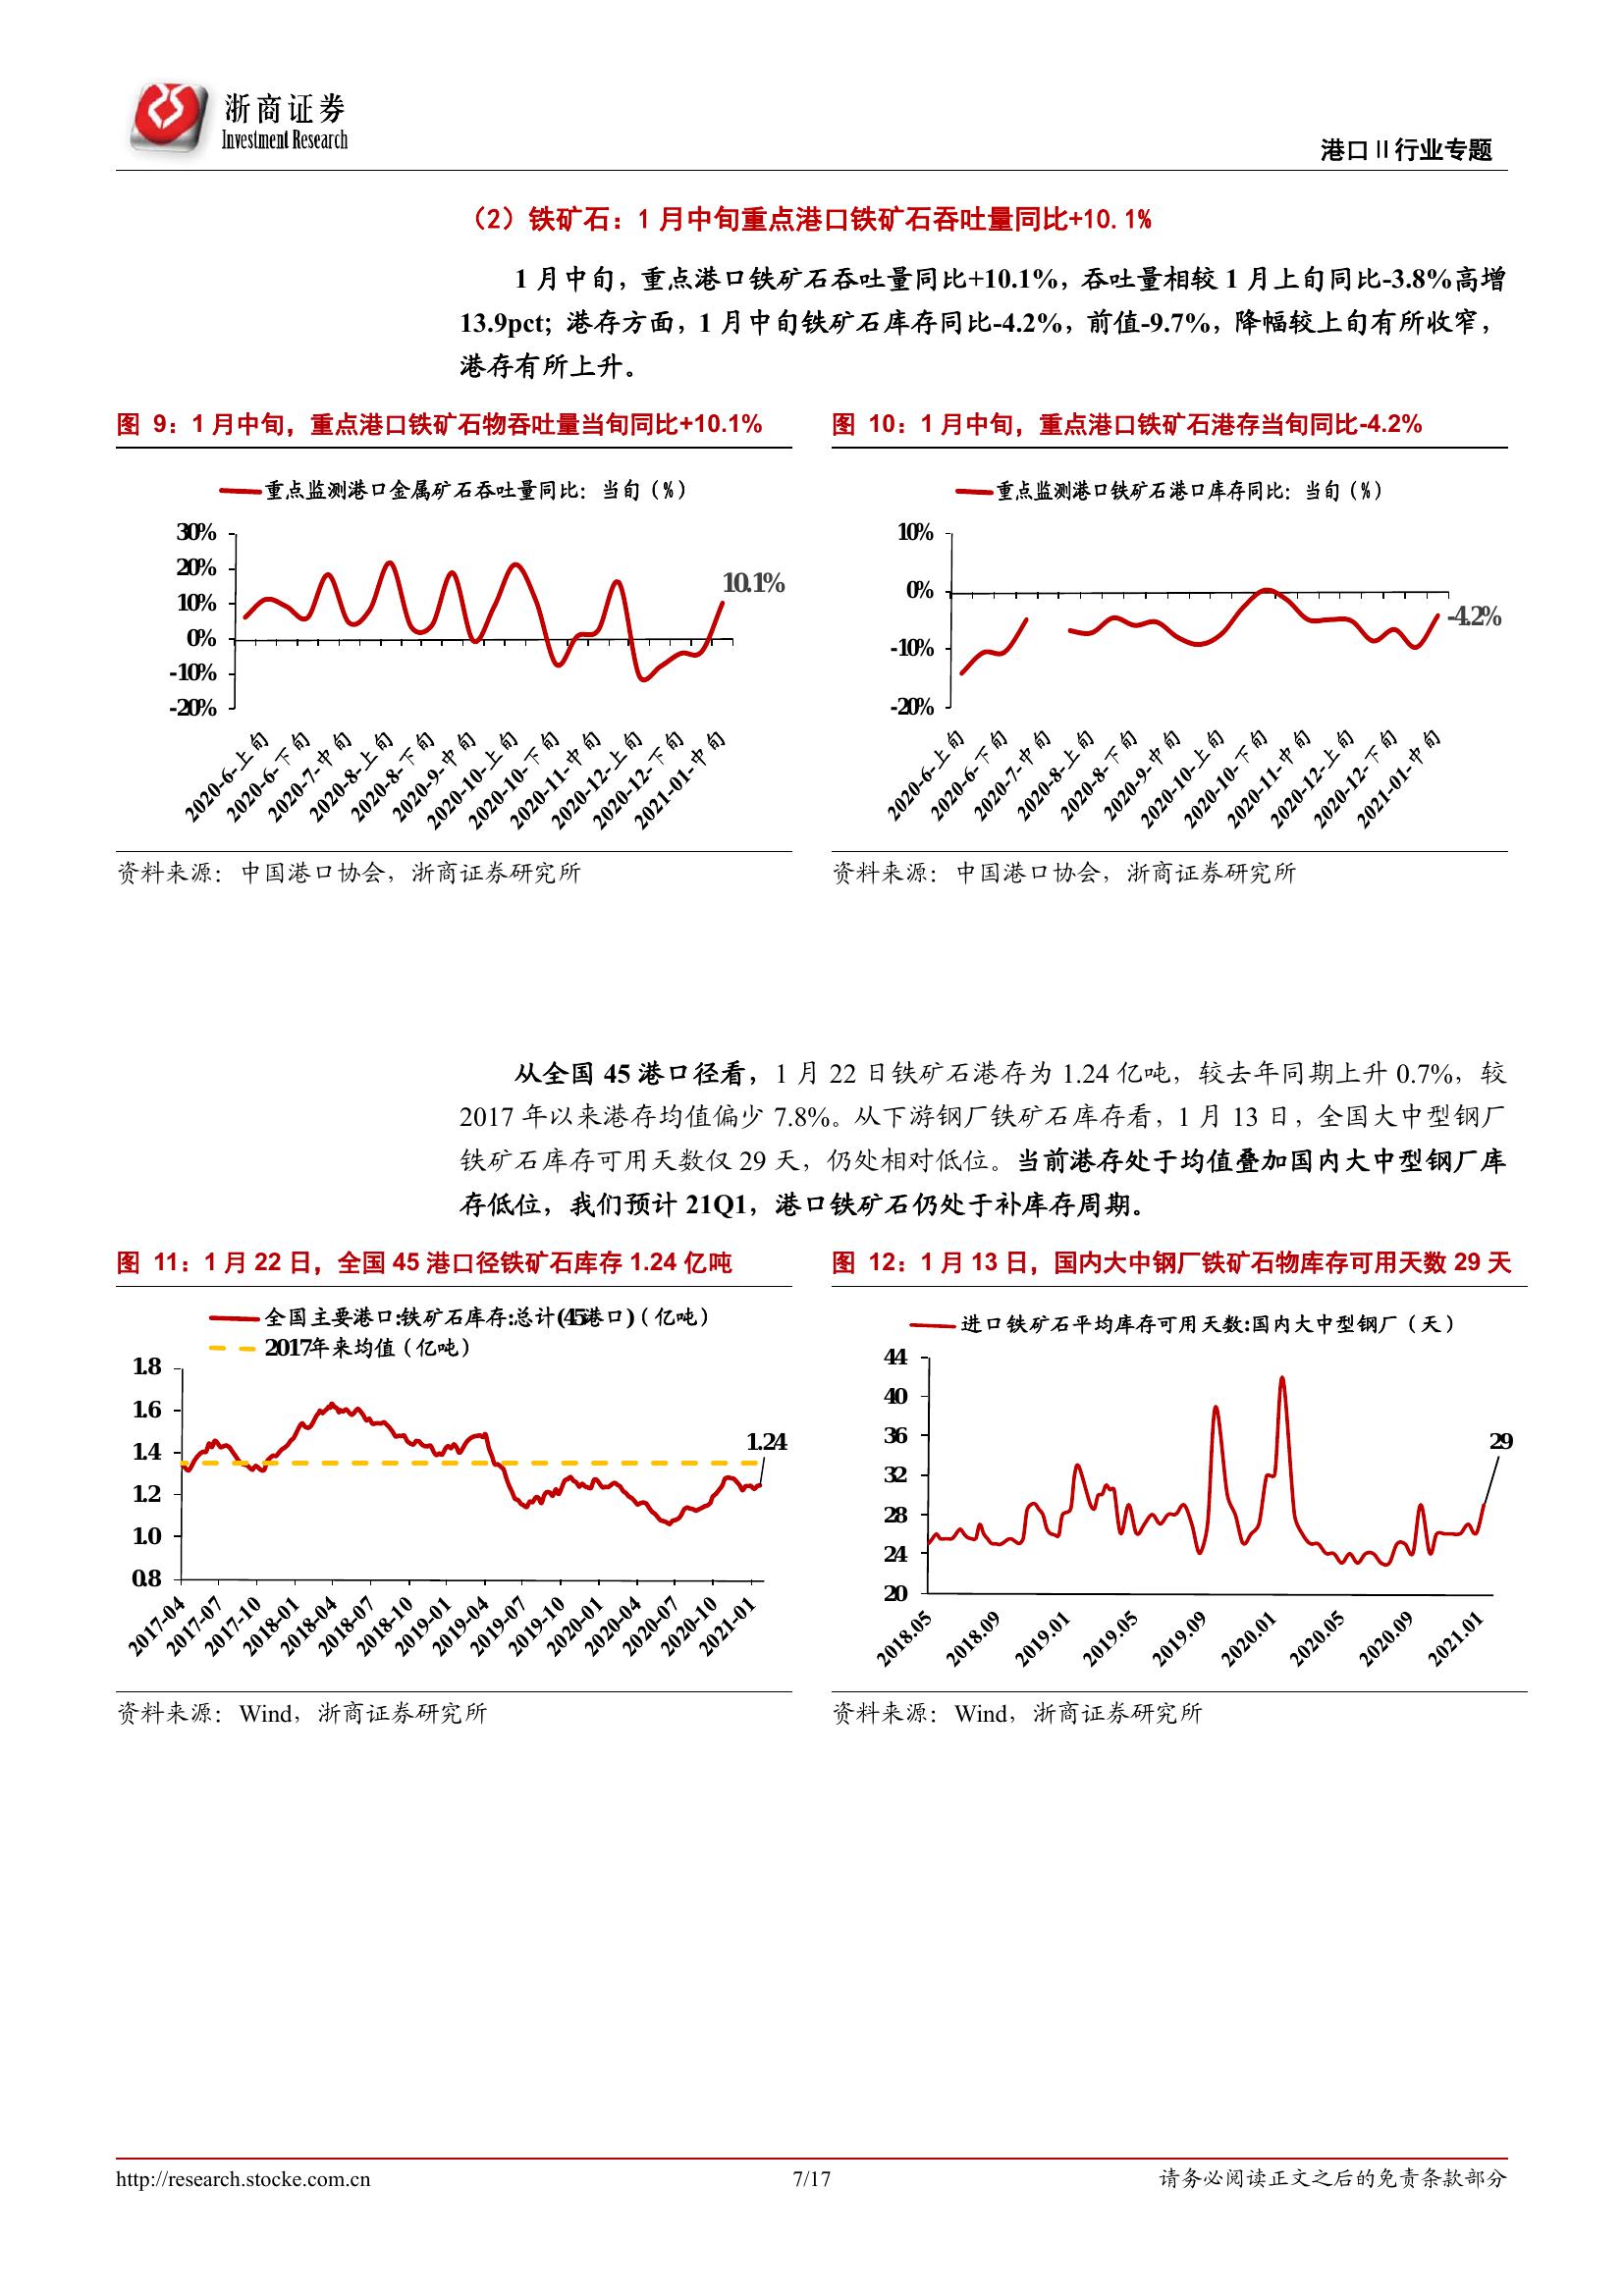 浙商证券
Investment Research
港口Ⅱ行业专题
（2）铁矿石：1 月中旬重点港口铁矿石吞吐量同比+10.1%
1 月中旬，重点港口铁矿石吞吐量同比+10.1%，吞吐量相较 1 月上旬同比-3.8%高增
13.9pct；港存方面，1 月中旬铁矿石库存同比-4.2%，前值-9.7%，降幅较上旬有所收窄，
港存有所上升。
图 9：1 月中旬，重点港口铁矿石物吞吐量当旬同比+10.1%
重点监测港口金属矿石吞吐量同比：当旬（%）
30%
20%
10%
0%
-10%
-20%
10.1%
2020-6-上旬
2020-6-下旬
2020-7-中旬
2020-8-上旬
2020-8-下旬
2020-9-中旬
2020-10-上旬
2020-10-下旬
2020-11-中旬
2020-12-上旬
2020-12-下旬
2021-01-中旬
资料来源：中国港口协会，浙商证券研究所
图 10：1 月中旬，重点港口铁矿石港存当旬同比-4.2%
重点监测港口铁矿石港口库存同比：当旬（%）
10%
0%
-10%
-20%
-4.2%
2020-6-上旬
2020-6-下旬
2020-7-中旬
2020-8-上旬
2020-8-下旬
2020-9-中旬
2020-10-上旬
2020-10-下旬
2020-11-中旬
2020-12-上旬
2020-12-下旬
2021-01-中旬
资料来源：中国港口协会，浙商证券研究所
从全国 45 港口径看，1 月 22 日铁矿石港存为 1.24 亿吨，较去年同期上升 0.7%，较
2017 年以来港存均值偏少 7.8%。从下游钢厂铁矿石库存看，1 月 13 日，全国大中型钢厂
铁矿石库存可用天数仅 29 天，仍处相对低位。当前港存处于均值叠加国内大中型钢厂库
存低位，我们预计 21Q1，港口铁矿石仍处于补库存周期。
图 11：1 月 22 日，全国 45 港口径铁矿石库存 1.24 亿吨
全国主要港口:铁矿石库存:总计(45港口)（亿吨）
2017年来均值（亿吨）
1.8
1.6
1.4
1.2
1.0
0.8
1.24
2017-04
2017-07
2017-10
2018-01
2018-04
2018-07
2018-10
2019-01
2019-04
2019-07
2019-10
2020-01
2020-04
2020-07
2020-10
2021-01
资料来源：Wind，浙商证券研究所
图 12：1 月 13 日，国内大中钢厂铁矿石物库存可用天数 29 天
进口铁矿石平均库存可用天数:国内大中型钢厂（天）
44
40
36
32
28
24
20
29
2018.05
2018.09
2019.01
2019.05
2019.09
2020.01
2020.05
2020.09
2021.01
资料来源：Wind，浙商证券研究所
http://research.stocke.com.cn
7/17
请务必阅读正文之后的免责条款部分